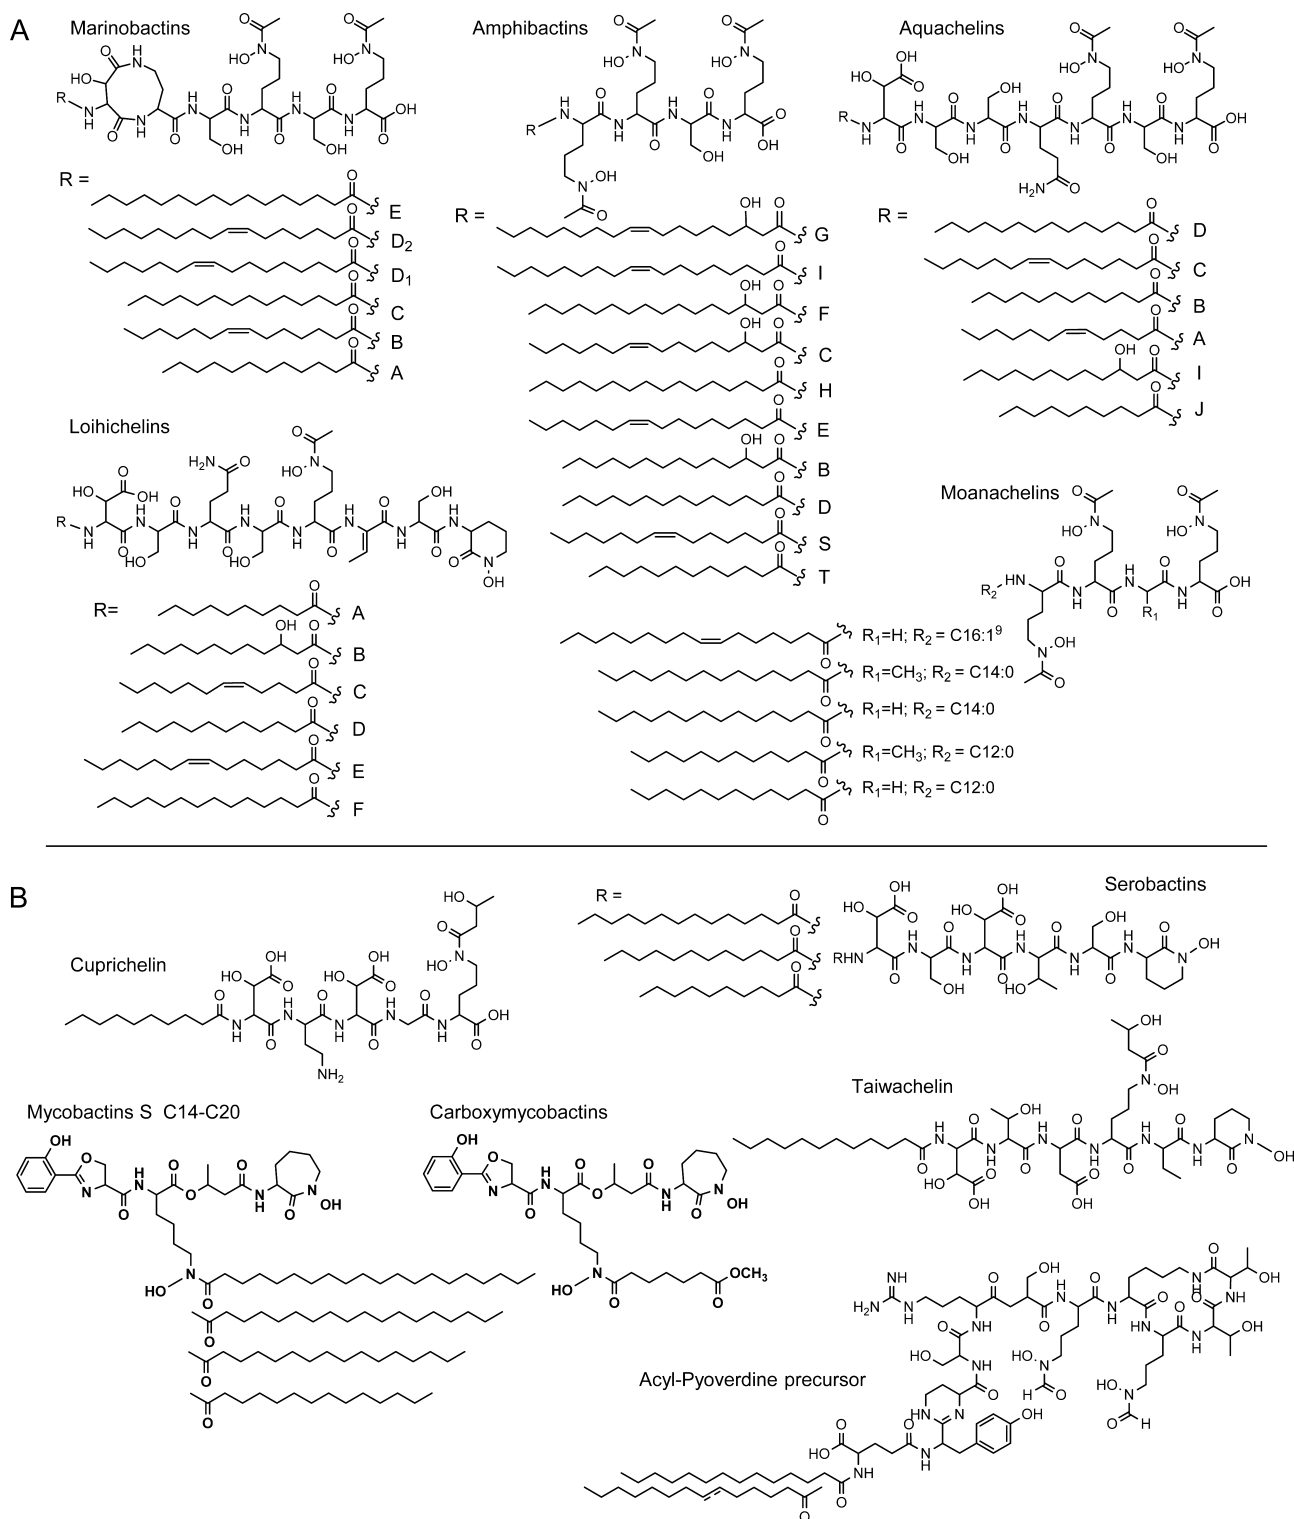 A
Marinobactins
Amphibactins
Aquachelins
R =
E
D2
D1
C
B
A
R =
G
I
F
C
H
E
B
D
S
T
R =
D
C
B
A
I
J
Loihichelins
R=
A
B
C
D
E
F
Moanachelins
R1=H; R2 = C16:1⁹
R1=CH3; R2 = C14:0
R1=H; R2 = C14:0
R1=CH3; R2 = C12:0
R1=H; R2 = C12:0
B
Cuprichelin
R =
Serobactins
Taiwachelin
Mycobactins S C14-C20
Carboxymycobactins
Acyl-Pyoverdine precursor